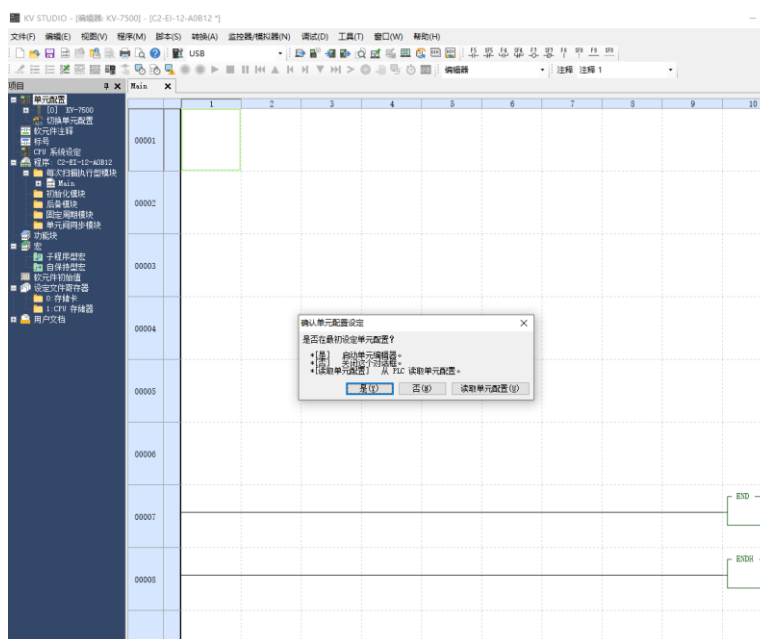 KV STUDIO - [编辑器: KV-7500] - [C2-EI-12-A0B12 *]
文件(F) 编辑(E) 视图(V) 程序(M) 脚本(S) 转换(A) 监控器/模拟器(N) 调试(D) 工具(T) 窗口(W) 帮助(H)
USB
编辑器 注释 注释 1
项目 Main
1 2 3 4 5 6 7 8 9 10
单元配置
[0] KV-7500
切换单元配置
软元件注释
标号
CPU 系统设定
程序: C2-EI-12-A0B12
每次扫描执行型模块
Main
初始化模块
后备模块
固定周期模块
单元间同步模块
功能块
宏
子程序型宏
自保持型宏
软元件初始值
设定文件寄存器
0:存储卡
1:CPU 存储器
用户文档
00001
00002
00003
00004
00005
00006
00007
00008
END
ENDH
确认单元配置设定
是否在最初设定单元配置?
*[是] 启动单元编辑器。
*[否] 关闭这个对话框。
*[读取单元配置] 从 PLC 读取单元配置。
是(Y) 否(N) 读取单元配置(U)